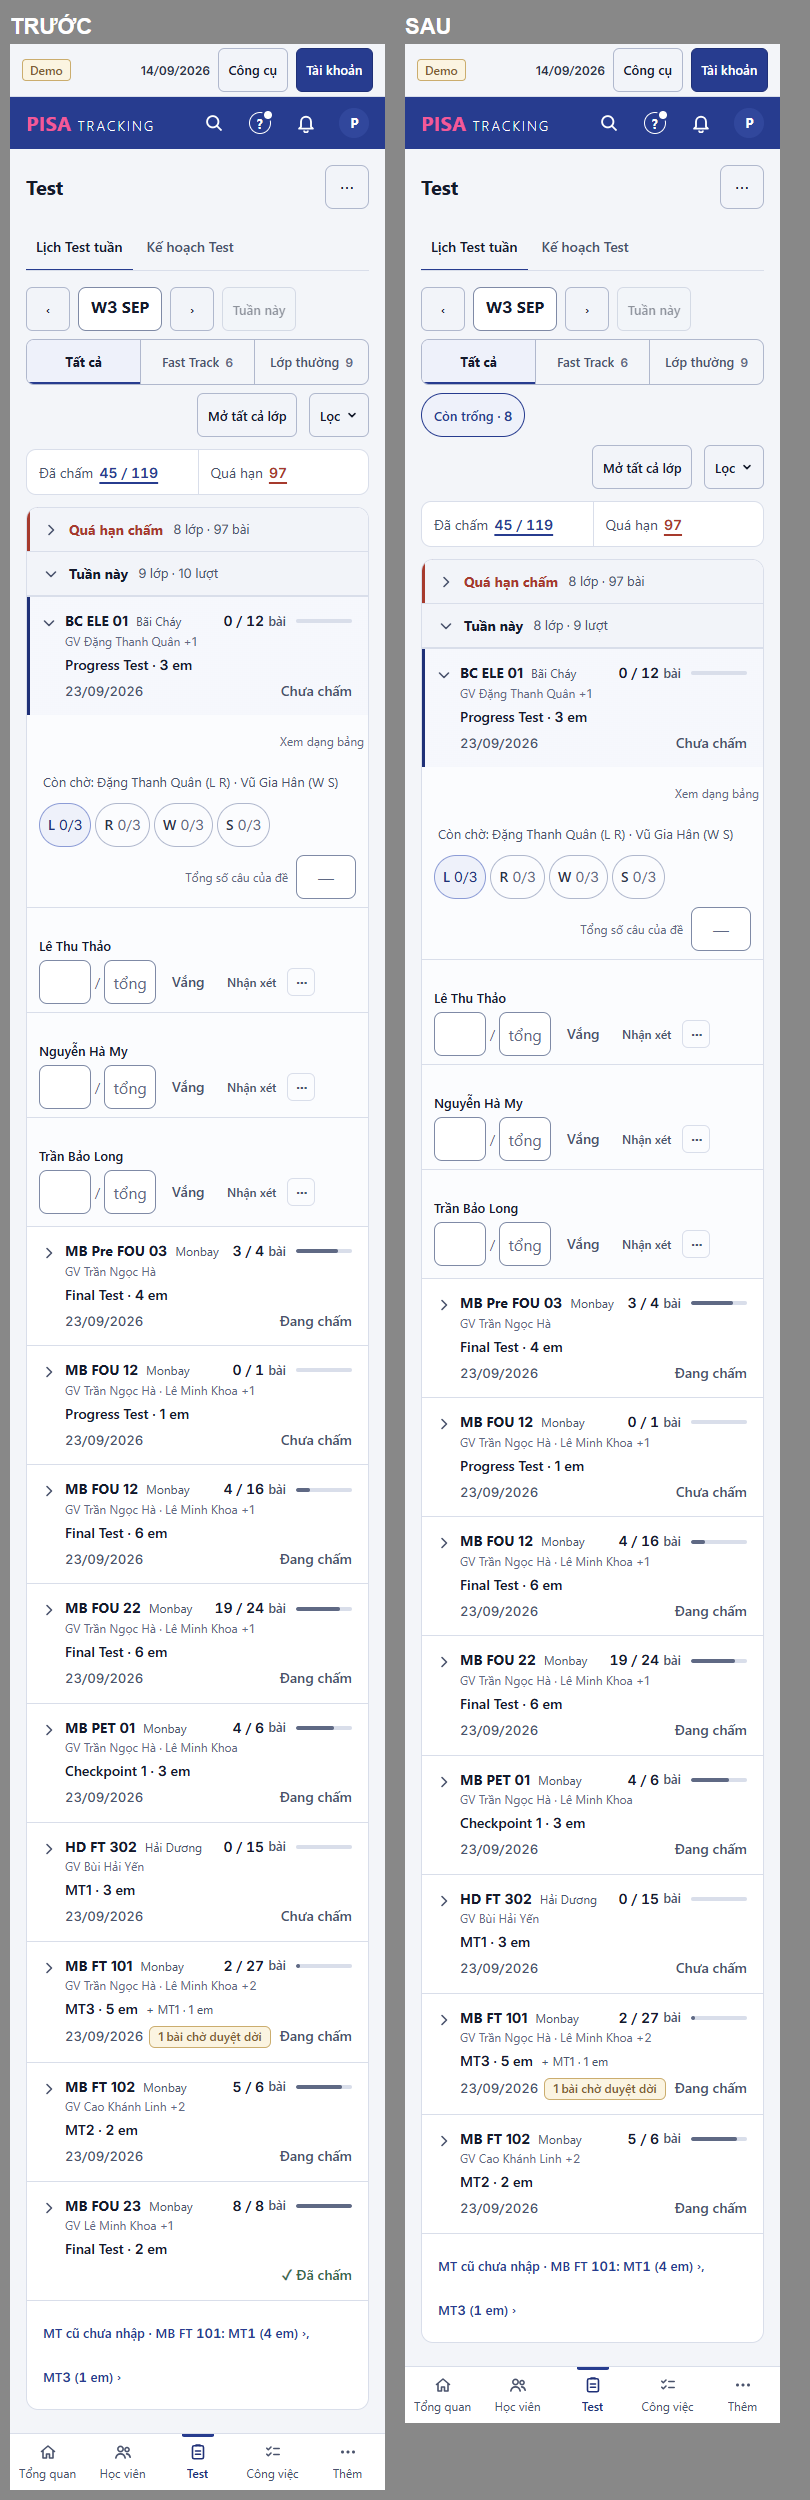 TRƯỚC
Demo 14/09/2026 Công cụ Tài khoản
PISA TRACKING ? P
Test ...
Lịch Test tuần Kế hoạch Test
‹ W3 SEP › Tuần này
Tất cả Fast Track 6 Lớp thường 9
Mở tất cả lớp Lọc
Đã chấm 45 / 119 Quá hạn 97
Quá hạn chấm 8 lớp · 97 bài
Tuần này 9 lớp · 10 lượt
BC ELE 01 Bãi Cháy 0 / 12 bài
GV Đặng Thanh Quân +1
Progress Test · 3 em
23/09/2026 Chưa chấm
Xem dạng bảng
Còn chờ: Đặng Thanh Quân (L R) · Vũ Gia Hân (W S)
L 0/3 R 0/3 W 0/3 S 0/3
Tổng số câu của đề —
Lê Thu Thảo
/ tổng Vắng Nhận xét ...
Nguyễn Hà My
/ tổng Vắng Nhận xét ...
Trần Bảo Long
/ tổng Vắng Nhận xét ...
MB Pre FOU 03 Monbay 3 / 4 bài
GV Trần Ngọc Hà
Final Test · 4 em
23/09/2026 Đang chấm
MB FOU 12 Monbay 0 / 1 bài
GV Trần Ngọc Hà · Lê Minh Khoa +1
Progress Test · 1 em
23/09/2026 Chưa chấm
MB FOU 12 Monbay 4 / 16 bài
GV Trần Ngọc Hà · Lê Minh Khoa +1
Final Test · 6 em
23/09/2026 Đang chấm
MB FOU 22 Monbay 19 / 24 bài
GV Trần Ngọc Hà · Lê Minh Khoa +1
Final Test · 6 em
23/09/2026 Đang chấm
MB PET 01 Monbay 4 / 6 bài
GV Trần Ngọc Hà · Lê Minh Khoa
Checkpoint 1 · 3 em
23/09/2026 Đang chấm
HD FT 302 Hải Dương 0 / 15 bài
GV Bùi Hải Yến
MT1 · 3 em
23/09/2026 Chưa chấm
MB FT 101 Monbay 2 / 27 bài
GV Trần Ngọc Hà · Lê Minh Khoa +2
MT3 · 5 em + MT1 · 1 em
23/09/2026 1 bài chờ duyệt dời Đang chấm
MB FT 102 Monbay 5 / 6 bài
GV Cao Khánh Linh +2
MT2 · 2 em
23/09/2026 Đang chấm
MB FOU 23 Monbay 8 / 8 bài
GV Lê Minh Khoa +1
Final Test · 2 em
✓ Đã chấm
MT cũ chưa nhập · MB FT 101: MT1 (4 em) ›,
MT3 (1 em) ›
Tổng quan Học viên Test Công việc Thêm
SAU
Demo 14/09/2026 Công cụ Tài khoản
PISA TRACKING ? P
Test ...
Lịch Test tuần Kế hoạch Test
‹ W3 SEP › Tuần này
Tất cả Fast Track 6 Lớp thường 9
Còn trống · 8
Mở tất cả lớp Lọc
Đã chấm 45 / 119 Quá hạn 97
Quá hạn chấm 8 lớp · 97 bài
Tuần này 8 lớp · 9 lượt
BC ELE 01 Bãi Cháy 0 / 12 bài
GV Đặng Thanh Quân +1
Progress Test · 3 em
23/09/2026 Chưa chấm
Xem dạng bảng
Còn chờ: Đặng Thanh Quân (L R) · Vũ Gia Hân (W S)
L 0/3 R 0/3 W 0/3 S 0/3
Tổng số câu của đề —
Lê Thu Thảo
/ tổng Vắng Nhận xét ...
Nguyễn Hà My
/ tổng Vắng Nhận xét ...
Trần Bảo Long
/ tổng Vắng Nhận xét ...
MB Pre FOU 03 Monbay 3 / 4 bài
GV Trần Ngọc Hà
Final Test · 4 em
23/09/2026 Đang chấm
MB FOU 12 Monbay 0 / 1 bài
GV Trần Ngọc Hà · Lê Minh Khoa +1
Progress Test · 1 em
23/09/2026 Chưa chấm
MB FOU 12 Monbay 4 / 16 bài
GV Trần Ngọc Hà · Lê Minh Khoa +1
Final Test · 6 em
23/09/2026 Đang chấm
MB FOU 22 Monbay 19 / 24 bài
GV Trần Ngọc Hà · Lê Minh Khoa +1
Final Test · 6 em
23/09/2026 Đang chấm
MB PET 01 Monbay 4 / 6 bài
GV Trần Ngọc Hà · Lê Minh Khoa
Checkpoint 1 · 3 em
23/09/2026 Đang chấm
HD FT 302 Hải Dương 0 / 15 bài
GV Bùi Hải Yến
MT1 · 3 em
23/09/2026 Chưa chấm
MB FT 101 Monbay 2 / 27 bài
GV Trần Ngọc Hà · Lê Minh Khoa +2
MT3 · 5 em + MT1 · 1 em
23/09/2026 1 bài chờ duyệt dời Đang chấm
MB FT 102 Monbay 5 / 6 bài
GV Cao Khánh Linh +2
MT2 · 2 em
23/09/2026 Đang chấm
MT cũ chưa nhập · MB FT 101: MT1 (4 em) ›,
MT3 (1 em) ›
Tổng quan Học viên Test Công việc Thêm